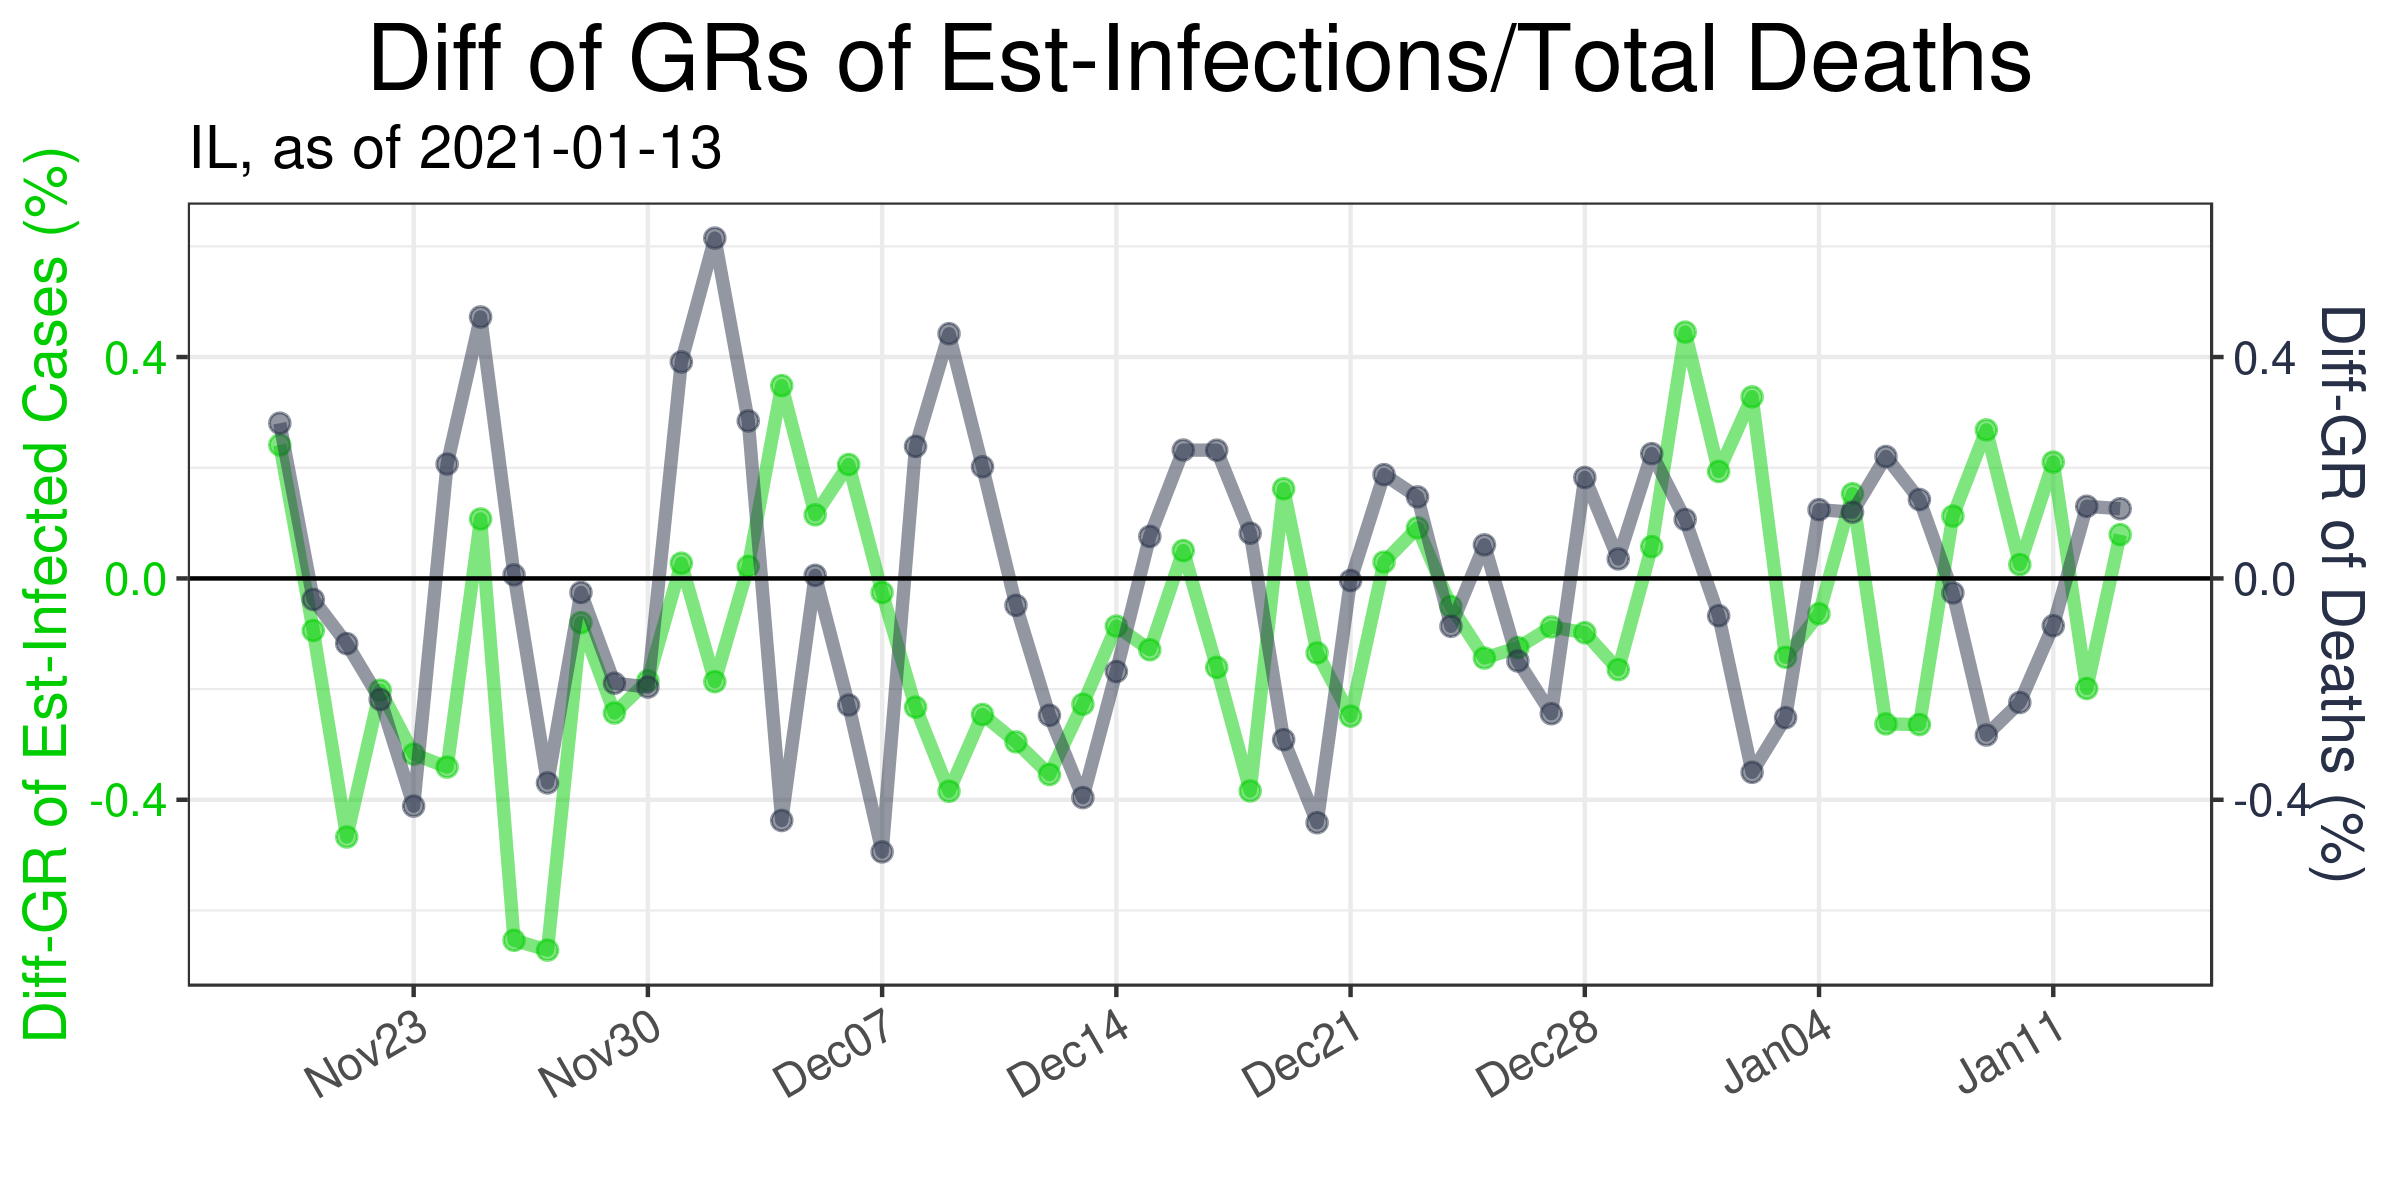 Diff of GRs of Est-Infections/Total Deaths
IL, as of 2021-01-13
Diff-GR of Est-Infected Cases (%)
0.4
0.0
-0.4
0.4
0.0
-0.4
Diff-GR of Deaths (%)
Nov23
Nov30
Dec07
Dec14
Dec21
Dec28
Jan04
Jan11